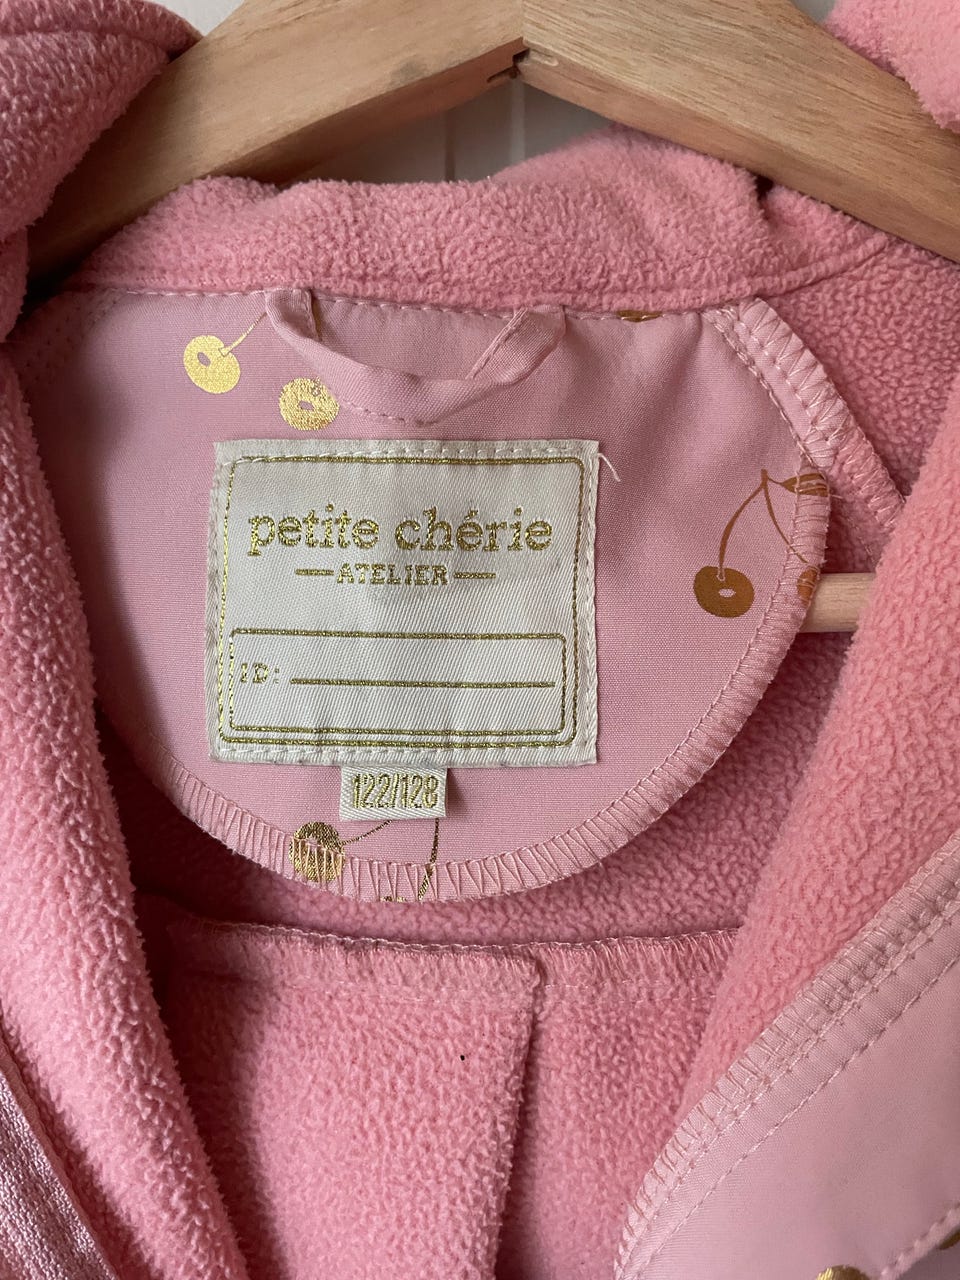 petite chérie
ATELIER
ID:
122/128